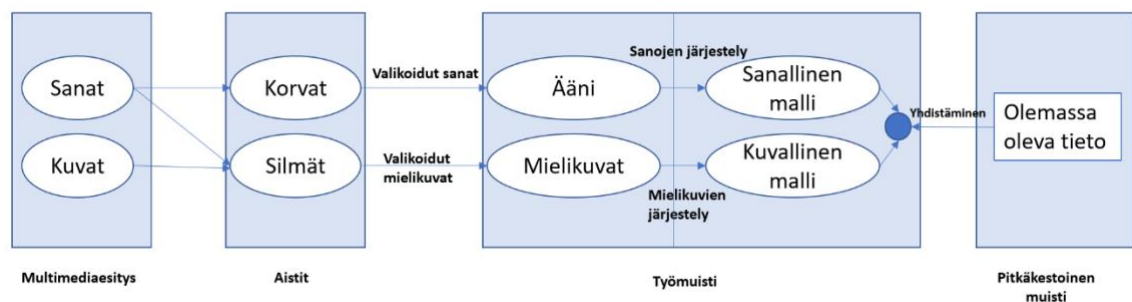 Sanojen järjestely
Sanat
Korvat
Valikoidut sanat
Ääni
Sanallinen
malli
Yhdistäminen
Olemassa
oleva tieto
Kuvat
Silmät
Valikoidut
mielikuvat
Mielikuvat
Kuvallinen
malli
Mielikuvien
järjestely
Multimediaesitys
Aistit
Työmuisti
Pitkäkestoinen
muisti